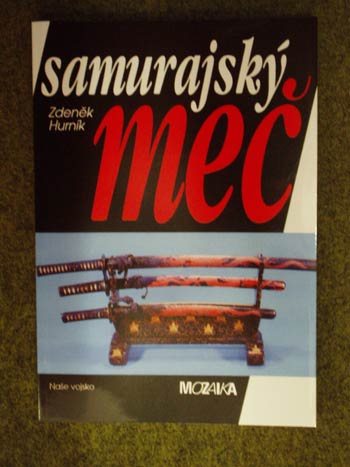 samurajský
Zdeněk
Hurník
meč
Naše vojsko
MOZAIKA